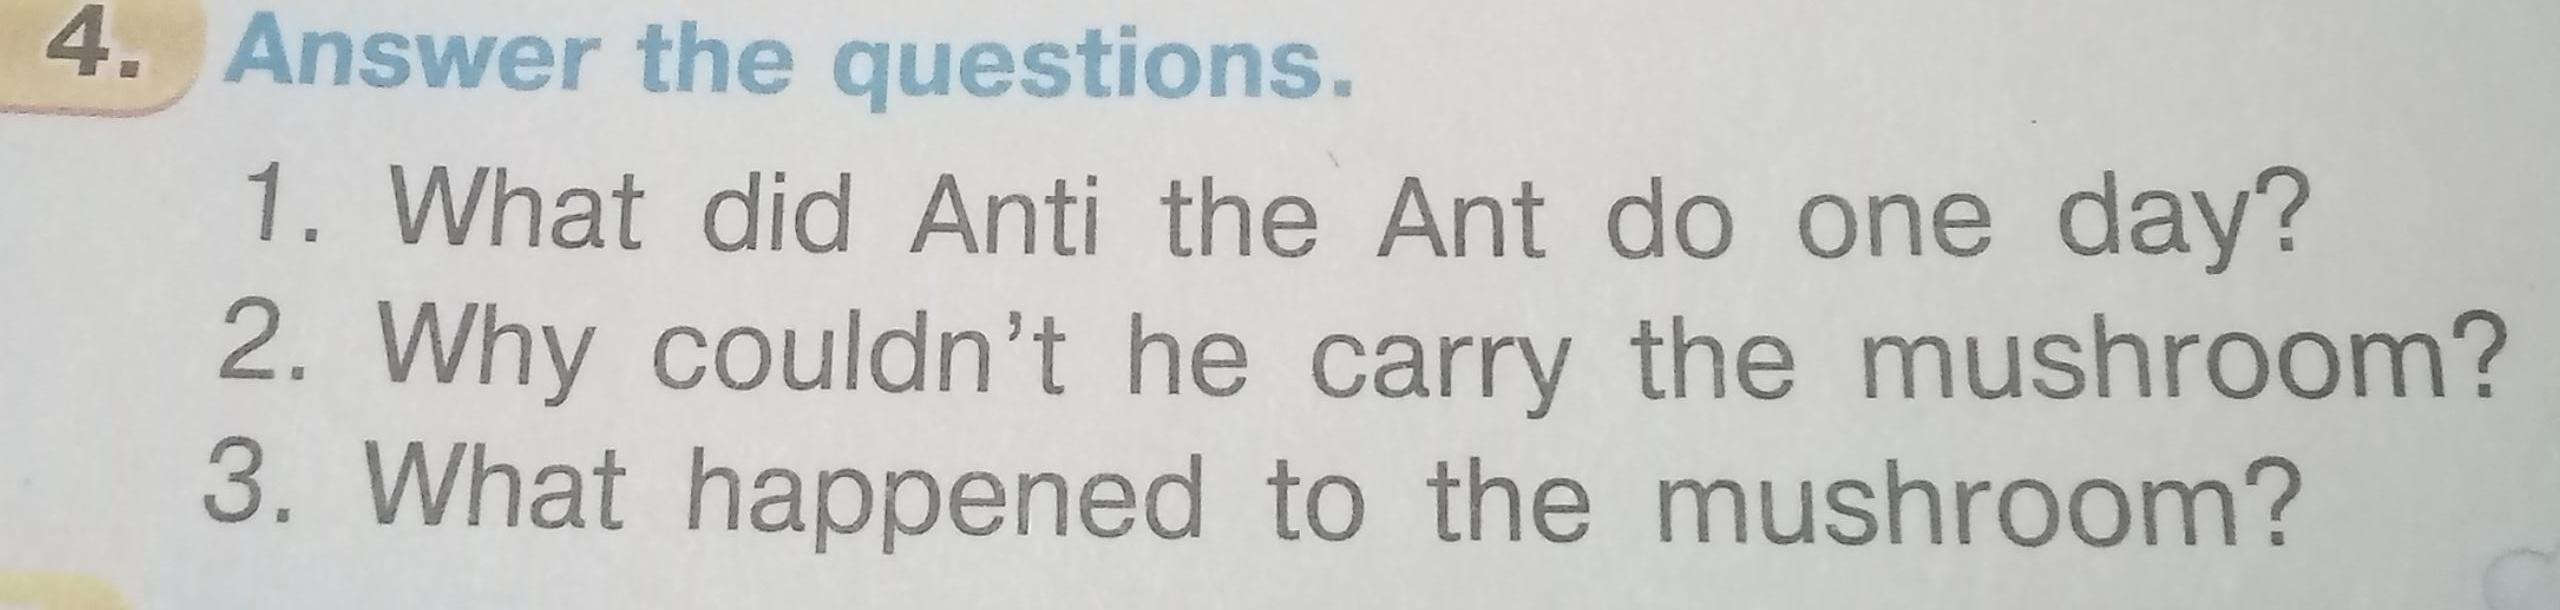 4. Answer the questions.
1. What did Anti the Ant do one day?
2. Why couldn't he carry the mushroom?
3. What happened to the mushroom?